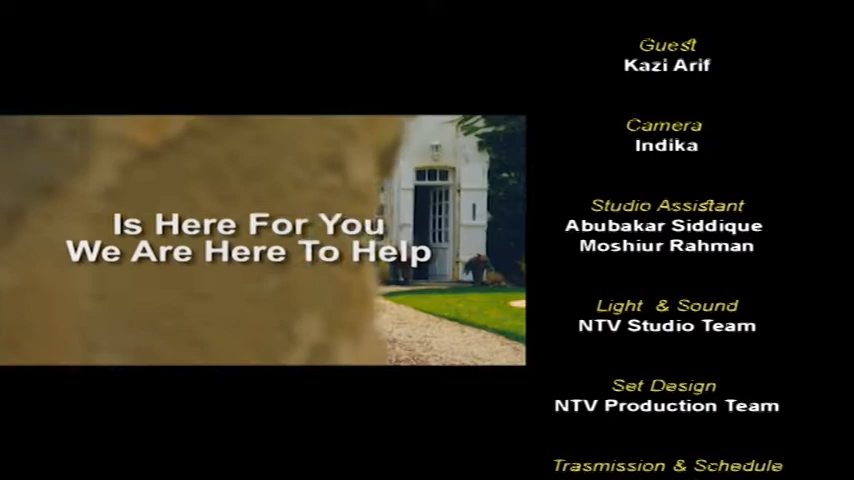 Is Here For You
We Are Here To Help
Guest
Kazi Arif
Camera
Indika
Studio Assistant
Abubakar Siddique
Moshiur Rahman
Light & Sound
NTV Studio Team
Set Design
NTV Production Team
Trasmission & Schedule